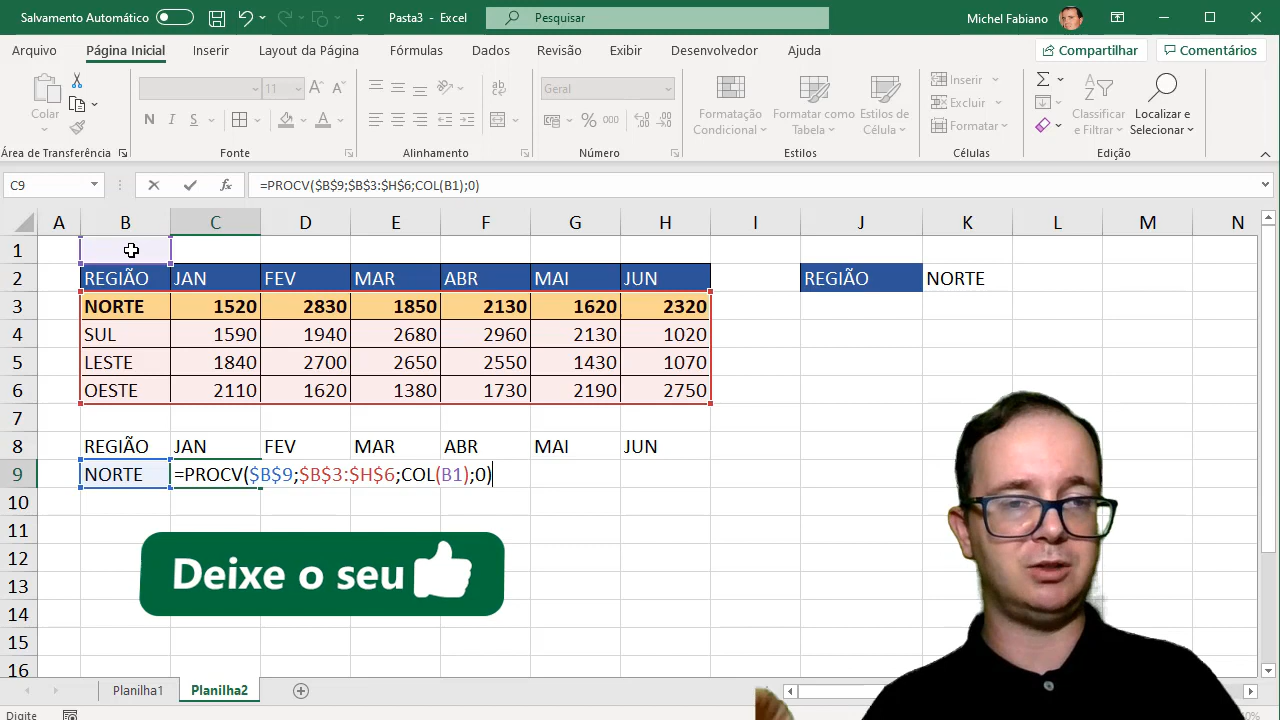 Salvamento Automático
Pasta3 - Excel
Pesquisar
Michel Fabiano
Arquivo Página Inicial Inserir Layout da Página Fórmulas Dados Revisão Exibir Desenvolvedor Ajuda
Compartilhar Comentários
Colar
11
N I S
A A
A
ab
Geral
% 000
Formatação Condicional
Formatar como Tabela
Estilos de Célula
Inserir
Excluir
Formatar
Classificar e Filtrar
Localizar e Selecionar
Área de Transferência Fonte Alinhamento Número Estilos Células Edição
C9 fx =PROCV($B$9;$B$3:$H$6;COL(B1);0)
A B C D E F G H I J K L M N
1
2 REGIÃO JAN FEV MAR ABR MAI JUN REGIÃO NORTE
3 NORTE 1520 2830 1850 2130 1620 2320
4 SUL 1590 1940 2680 2960 2130 1020
5 LESTE 1840 2700 2650 2550 1430 1070
6 OESTE 2110 1620 1380 1730 2190 2750
7
8 REGIÃO JAN FEV MAR ABR MAI JUN
9 NORTE =PROCV($B$9;$B$3:$H$6;COL(B1);0)
10
11
12
13
14
15
16
Deixe o seu
Planilha1 Planilha2
Digite